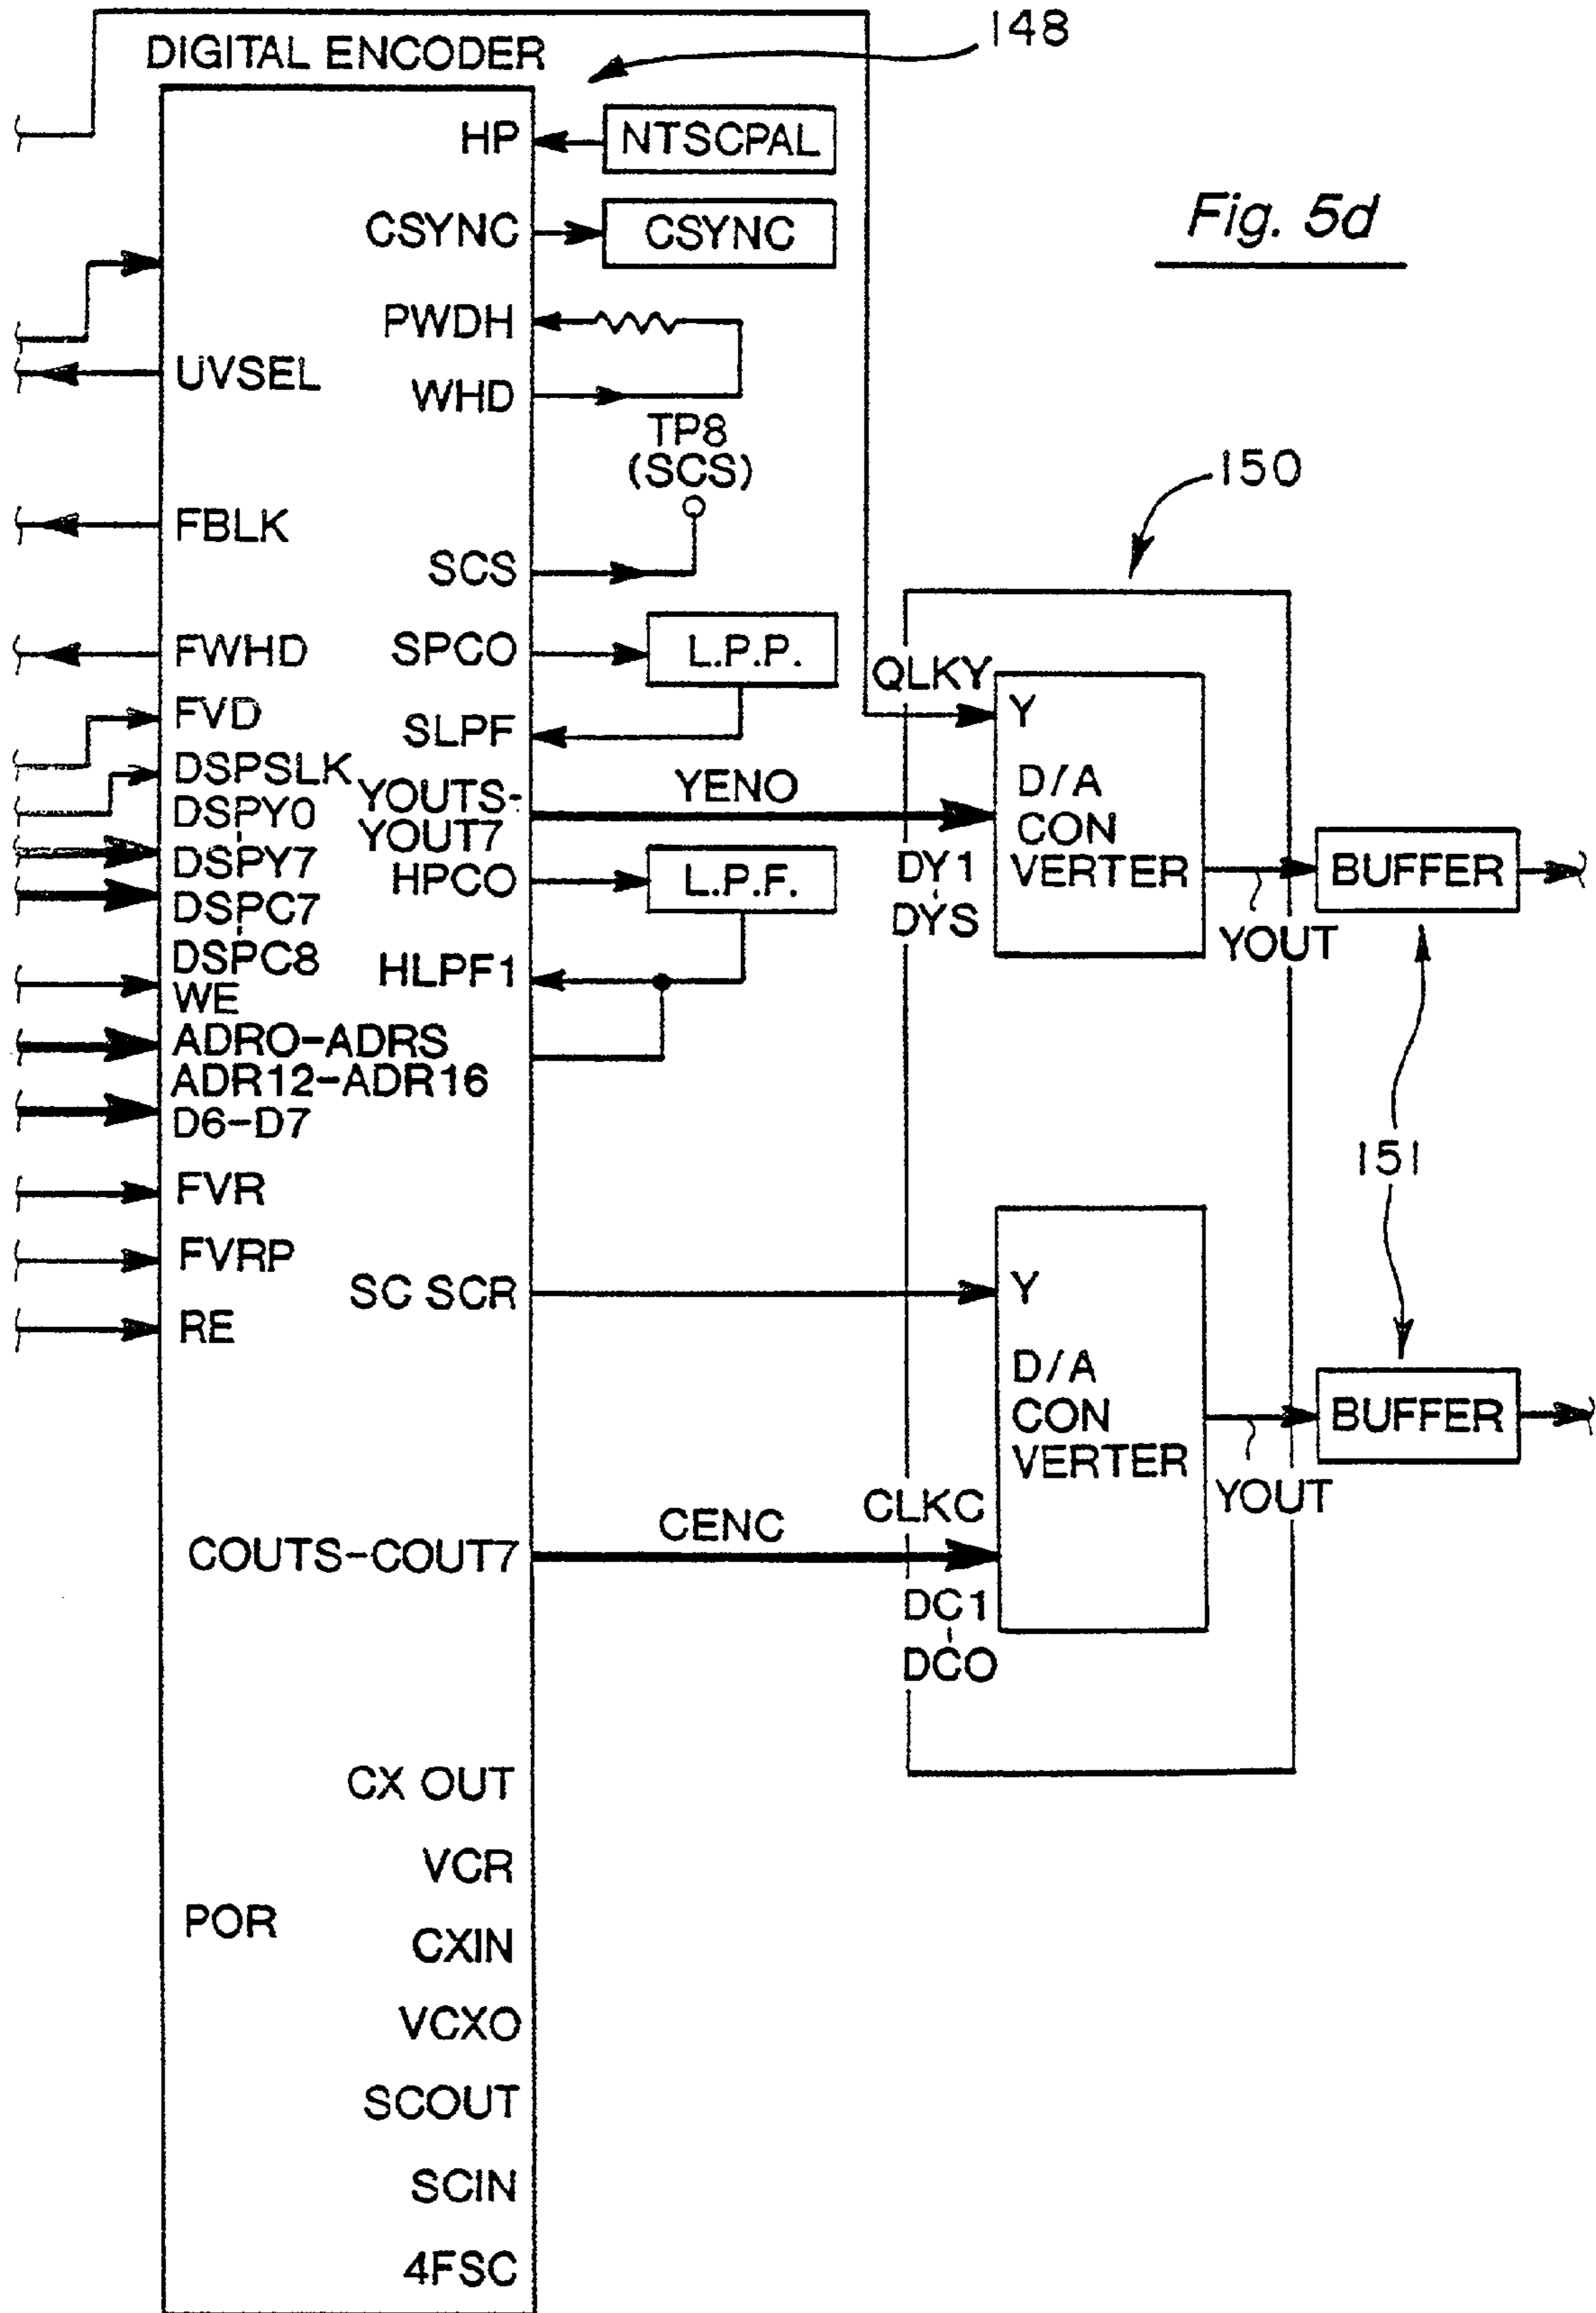 DIGITAL ENCODER
148
HP
NTSCPAL
CSYNC
CSYNC
Fig. 5d
PWDH
UVSEL
WHD
TP8
(SCS)
150
FBLK
SCS
FWHD
SPCO
L.P.P.
QLKY
Y
FVD
SLPF
DSPSLK
YOUTS-
YOUT7
YENO
D/A
CON
VERTER
DSPY0
DSPY7
HPCO
L.P.F.
DY1
DYS
BUFFER
DSPC7
YOUT
DSPC8
HLPF1
WE
ADRO-ADRS
ADR12-ADR16
D6-D7
151
FVR
FVRP
SC SCR
Y
RE
D/A
CON
VERTER
BUFFER
YOUT
CLKC
CENC
COUTS-COUT7
DC1
DCO
CX OUT
VCR
POR
CXIN
VCXO
SCOUT
SCIN
4FSC